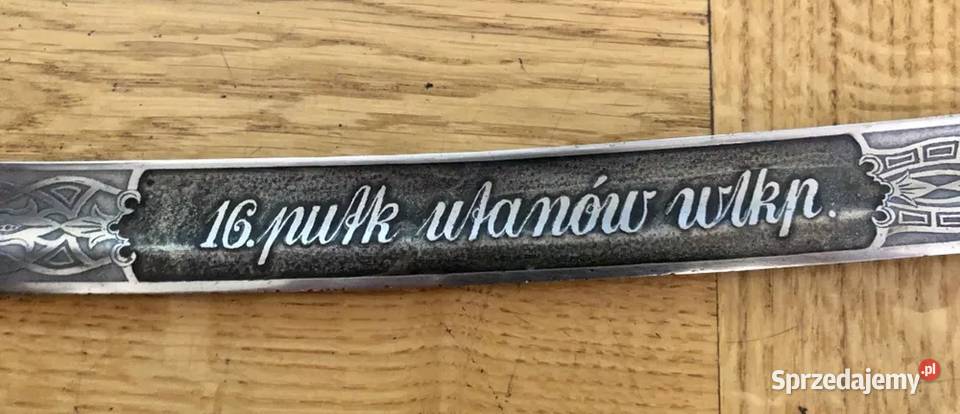 16. pułk ułanów wlkp.
Sprzedajemy.pl